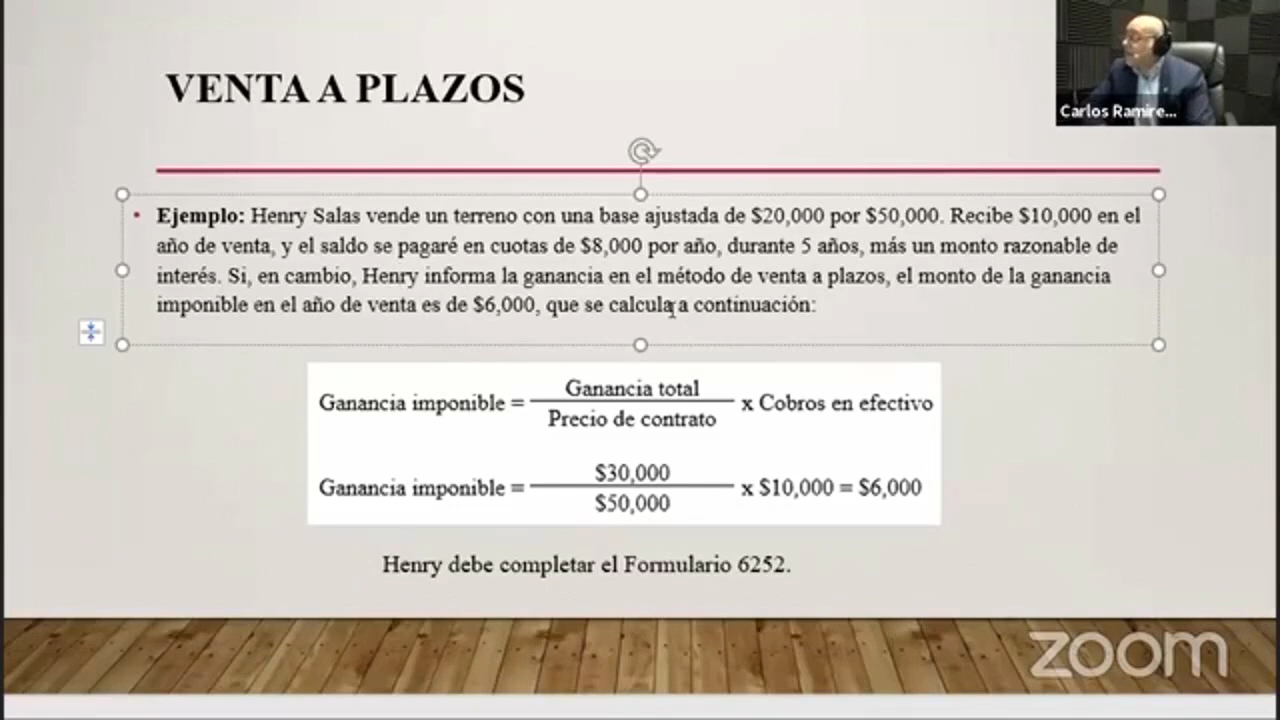 VENTA A PLAZOS
Carlos Ramire...
• Ejemplo: Henry Salas vende un terreno con una base ajustada de $20,000 por $50,000. Recibe $10,000 en el
año de venta, y el saldo se pagaré en cuotas de $8,000 por año, durante 5 años, más un monto razonable de
interés. Si, en cambio, Henry informa la ganancia en el método de venta a plazos, el monto de la ganancia
imponible en el año de venta es de $6,000, que se calcula a continuación:
Ganancia imponible = Ganancia total / Precio de contrato x Cobros en efectivo
Ganancia imponible = $30,000 / $50,000 x $10,000 = $6,000
Henry debe completar el Formulario 6252.
zoom